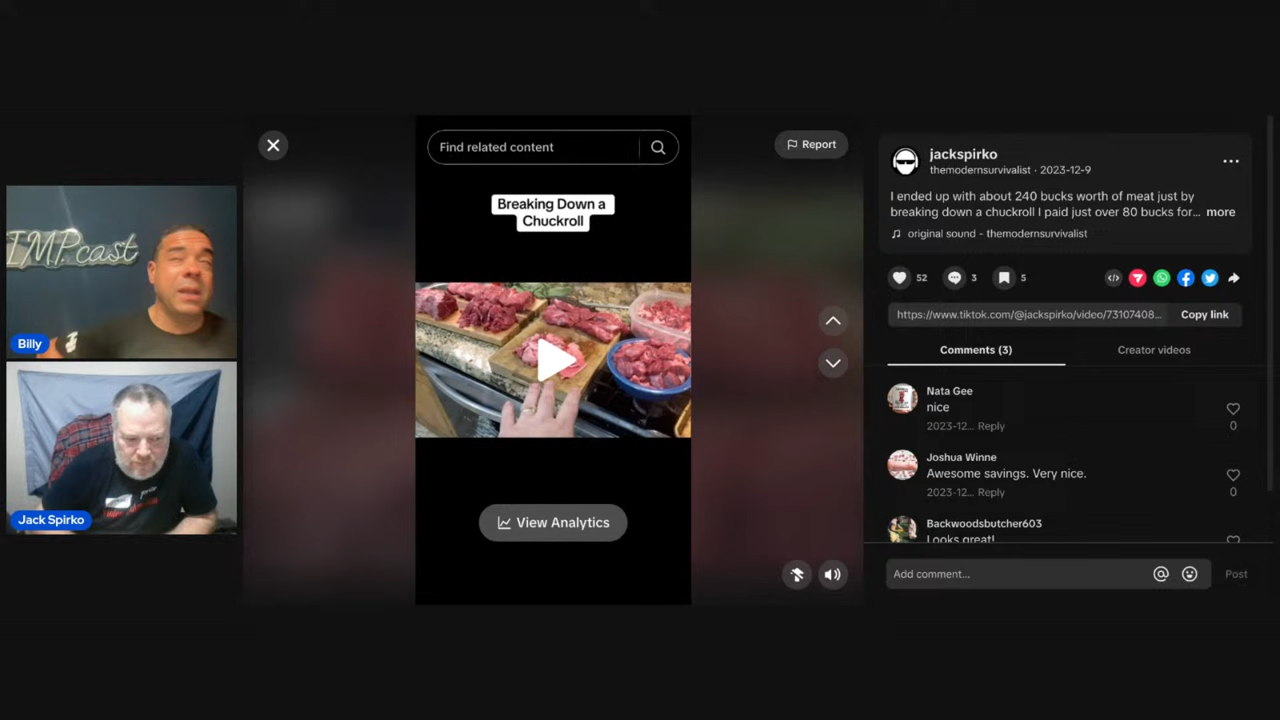 IMP.cast
Billy
Jack Spirko
Find related content
Breaking Down a
Chuckroll
View Analytics
Report
jackspirko
themodernsurvivalist · 2023-12-9
I ended up with about 240 bucks worth of meat just by
breaking down a chuckroll I paid just over 80 bucks for... more
original sound - themodernsurvivalist
52
3
5
https://www.tiktok.com/@jackspirko/video/73107408...
Copy link
Comments (3)
Creator videos
Nata Gee
nice
2023-12... Reply
0
Joshua Winne
Awesome savings. Very nice.
2023-12... Reply
0
Backwoodsbutcher603
Looks great!
Add comment...
Post